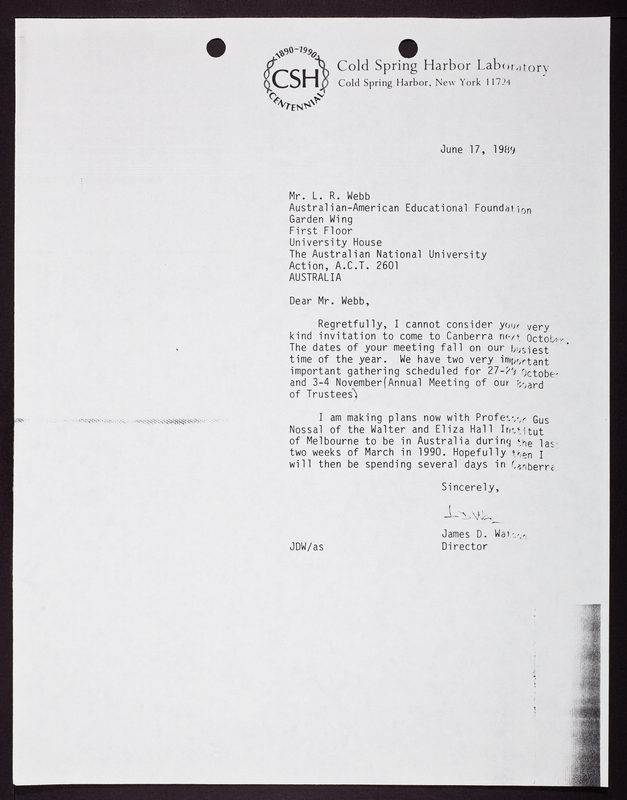 1890-1990
CSH
CENTENNIAL
Cold Spring Harbor Laboratory
Cold Spring Harbor, New York 11724
June 17, 1989
Mr. L. R. Webb
Australian-American Educational Foundation
Garden Wing
First Floor
University House
The Australian National University
Action, A.C.T. 2601
AUSTRALIA
Dear Mr. Webb,
Regretfully, I cannot consider your very
kind invitation to come to Canberra next October.
The dates of your meeting fall on our busiest
time of the year. We have two very important
important gathering scheduled for 27-29 October
and 3-4 November(Annual Meeting of our Board
of Trustees)
I am making plans now with Professor Gus
Nossal of the Walter and Eliza Hall Institut
of Melbourne to be in Australia during the las
two weeks of March in 1990. Hopefully then I
will then be spending several days in Canberra
Sincerely,
James D. Watson
JDW/as Director